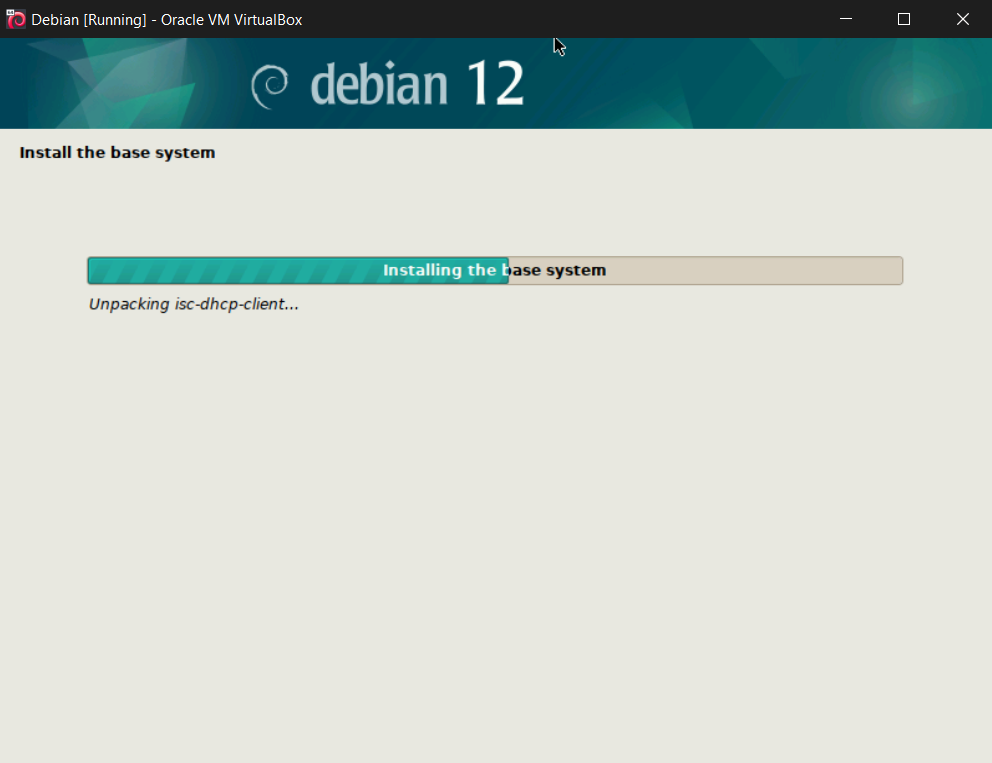 Debian [Running] - Oracle VM VirtualBox
debian 12
Install the base system
Installing the base system
Unpacking isc-dhcp-client...